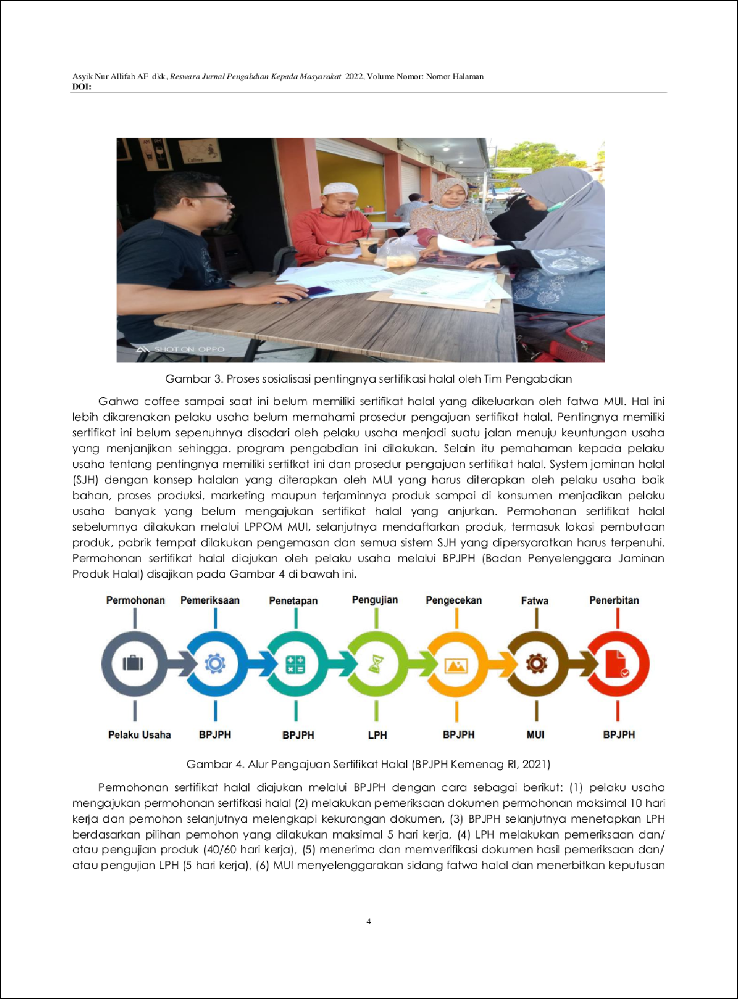 Asyik Nur Allifah AF dkk, Reswara Jurnal Pengabdian Kepada Masyarakat 2022, Volume Nomor: Nomor Halaman
DOI:
Caffeine
SHOT ON OPPO
Gambar 3. Proses sosialisasi pentingnya sertifikasi halal oleh Tim Pengabdian
Gahwa coffee sampai saat ini belum memiliki sertifikat halal yang dikeluarkan oleh fatwa MUI. Hal ini
lebih dikarenakan pelaku usaha belum memahami prosedur pengajuan sertifikat halal. Pentingnya memiliki
sertifikat ini belum sepenuhnya disadari oleh pelaku usaha menjadi suatu jalan menuju keuntungan usaha
yang menjanjikan sehingga. program pengabdian ini dilakukan. Selain itu pemahaman kepada pelaku
usaha tentang pentingnya memiliki sertifkat ini dan prosedur pengajuan sertifikat halal. System jaminan halal
(SJH) dengan konsep halalan yang diterapkan oleh MUI yang harus diterapkan oleh pelaku usaha baik
bahan, proses produksi, marketing maupun terjaminnya produk sampai di konsumen menjadikan pelaku
usaha banyak yang belum mengajukan sertifikat halal yang anjurkan. Permohonan sertifikat halal
sebelumnya dilakukan melalui LPPOM MUI, selanjutnya mendaftarkan produk, termasuk lokasi pembutaan
produk, pabrik tempat dilakukan pengemasan dan semua sistem SJH yang dipersyaratkan harus terpenuhi.
Permohonan sertifikat halal diajukan oleh pelaku usaha melalui BPJPH (Badan Penyelenggara Jaminan
Produk Halal) disajikan pada Gambar 4 di bawah ini.
Permohonan Pemeriksaan Penetapan Pengujian Pengecekan Fatwa Penerbitan
Pelaku Usaha BPJPH BPJPH LPH BPJPH MUI BPJPH
Gambar 4. Alur Pengajuan Sertifikat Halal (BPJPH Kemenag RI, 2021)
Permohonan sertifikat halal diajukan melalui BPJPH dengan cara sebagai berikut: (1) pelaku usaha
mengajukan permohonan sertifkasi halal (2) melakukan pemeriksaan dokumen permohonan maksimal 10 hari
kerja dan pemohon selanjutnya melengkapi kekurangan dokumen, (3) BPJPH selanjutnya menetapkan LPH
berdasarkan pilihan pemohon yang dilakukan maksimal 5 hari kerja, (4) LPH melakukan pemeriksaan dan/
atau pengujian produk (40/60 hari kerja), (5) menerima dan memverifikasi dokumen hasil pemeriksaan dan/
atau pengujian LPH (5 hari kerja), (6) MUI menyelenggarakan sidang fatwa halal dan menerbitkan keputusan
4